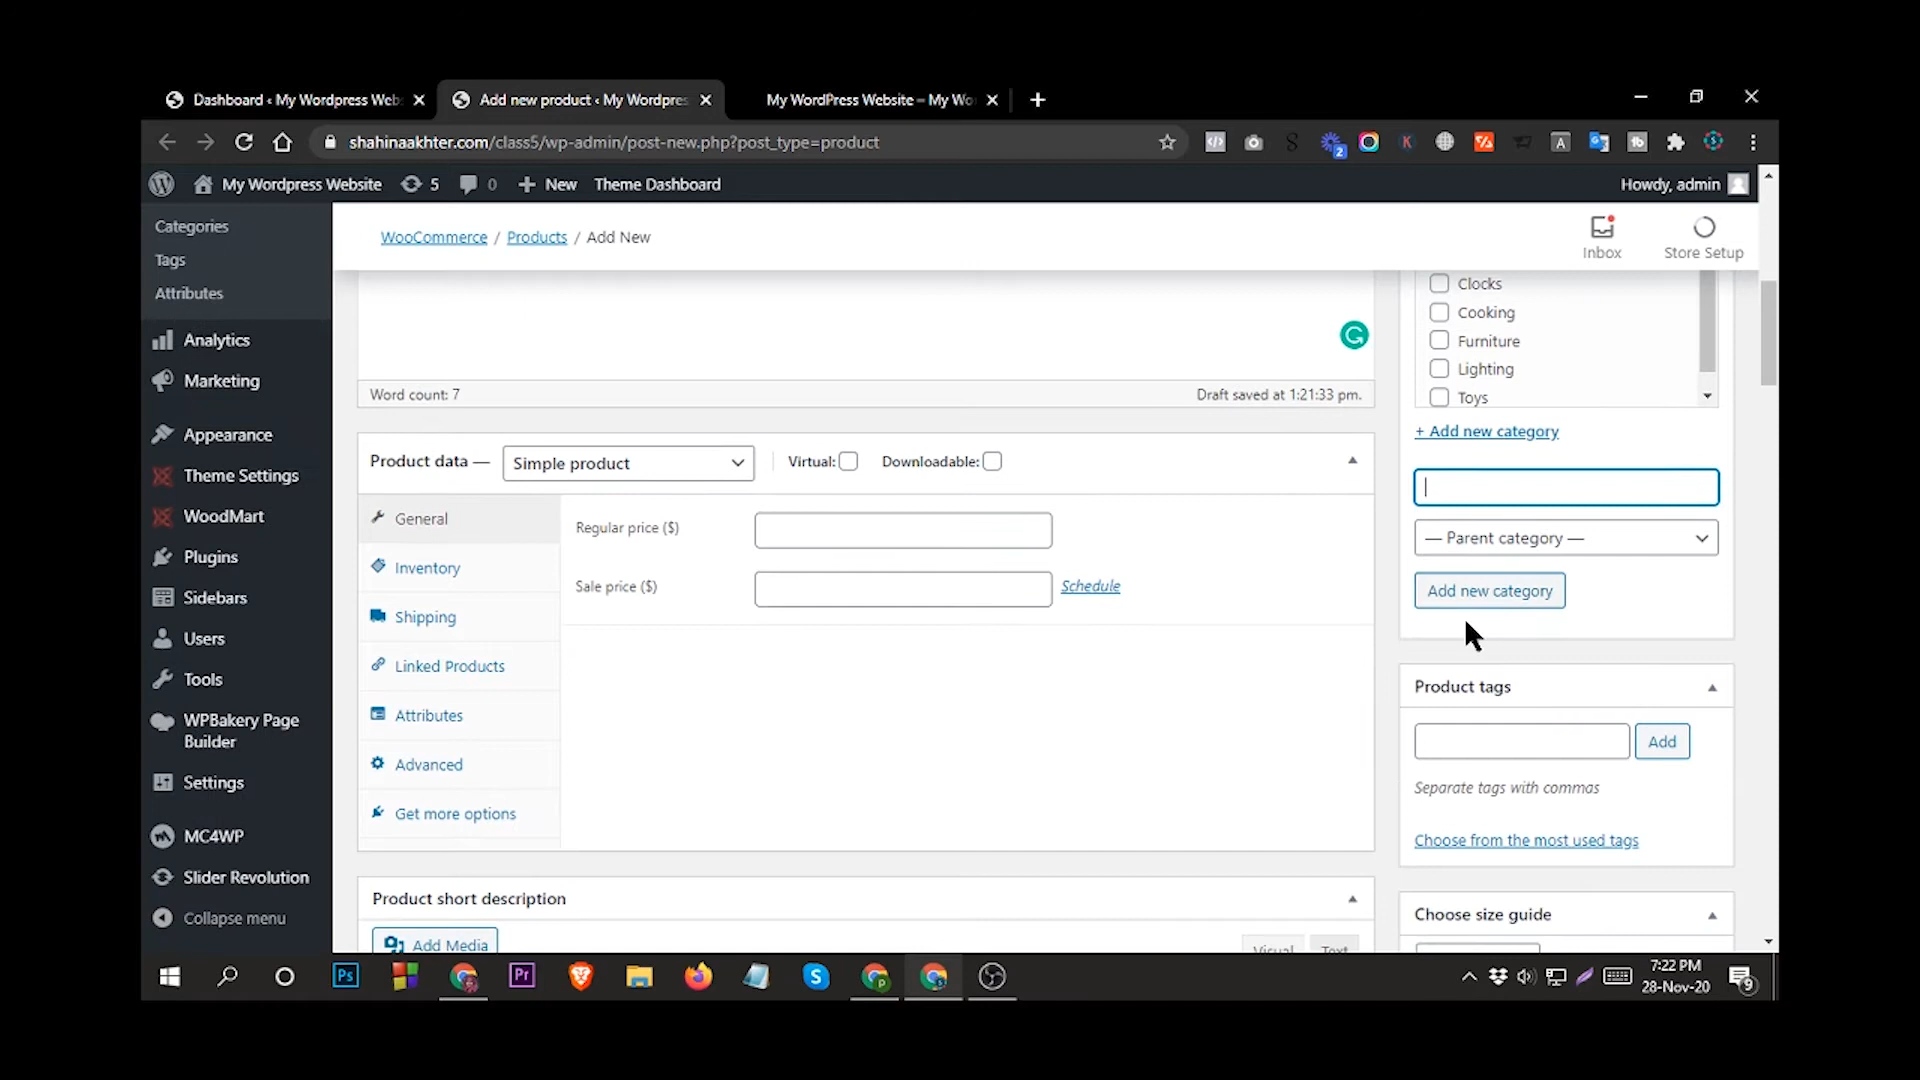 Dashboard ‹ My Wordpress Web
Add new product ‹ My Wordpres
My WordPress Website – My Wo
shahinaakhter.com/class5/wp-admin/post-new.php?post_type=product
My Wordpress Website
5
0
New
Theme Dashboard
Howdy, admin
Categories
Tags
Attributes
Analytics
Marketing
Appearance
Theme Settings
WoodMart
Plugins
Sidebars
Users
Tools
WPBakery Page
Builder
Settings
MC4WP
Slider Revolution
Collapse menu
WooCommerce / Products / Add New
Inbox
Store Setup
Word count: 7
Draft saved at 1:21:33 pm.
Product data —
Simple product
Virtual:
Downloadable:
General
Inventory
Shipping
Linked Products
Attributes
Advanced
Get more options
Regular price ($)
Sale price ($)
Schedule
Product short description
Add Media
Visual
Text
Clocks
Cooking
Furniture
Lighting
Toys
+ Add new category
— Parent category —
Add new category
Product tags
Add
Separate tags with commas
Choose from the most used tags
Choose size guide
Ps
Pr
7:22 PM
28-Nov-20
9